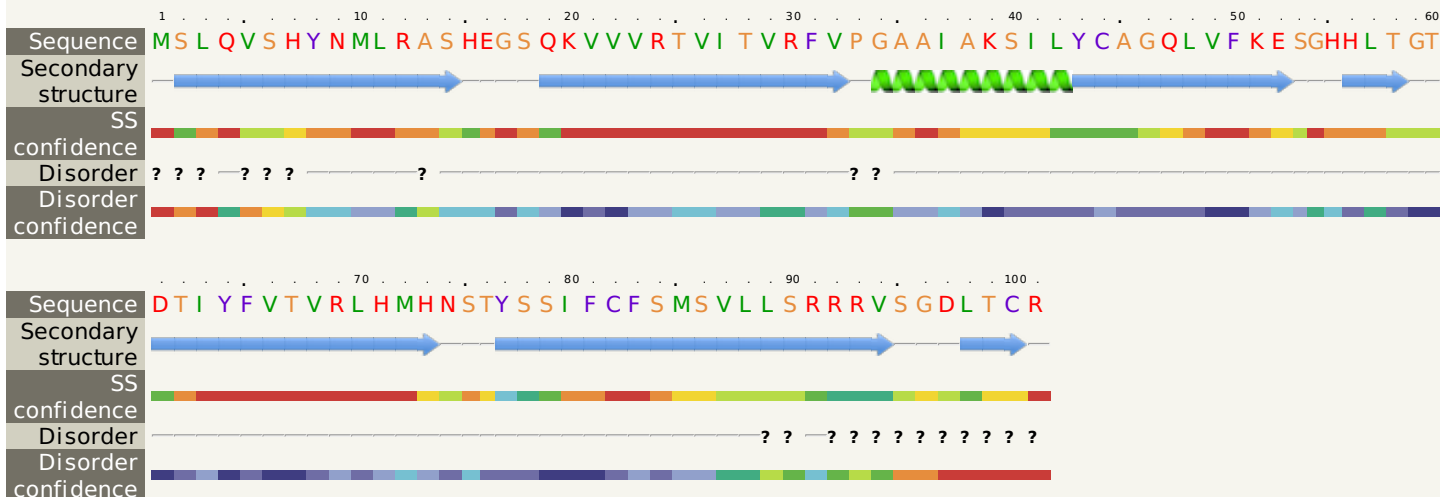 1 10 20 30 40 50 60
Sequence M S L Q V S H Y N M L R A S H E G S Q K V V V R T V I T V R F V P G A A I A K S I L Y C A G Q L V F K E S G H H L T G T
Secondary
structure
SS
confidence
Disorder ? ? ? ? ? ? ? ? ?
Disorder
confidence
70 80 90 100
Sequence D T I Y F V T V R L H M H N S T Y S S I F C F S M S V L L S R R R V S G D L T C R
Secondary
structure
SS
confidence
Disorder ? ? ? ? ? ? ? ? ? ? ? ?
Disorder
confidence